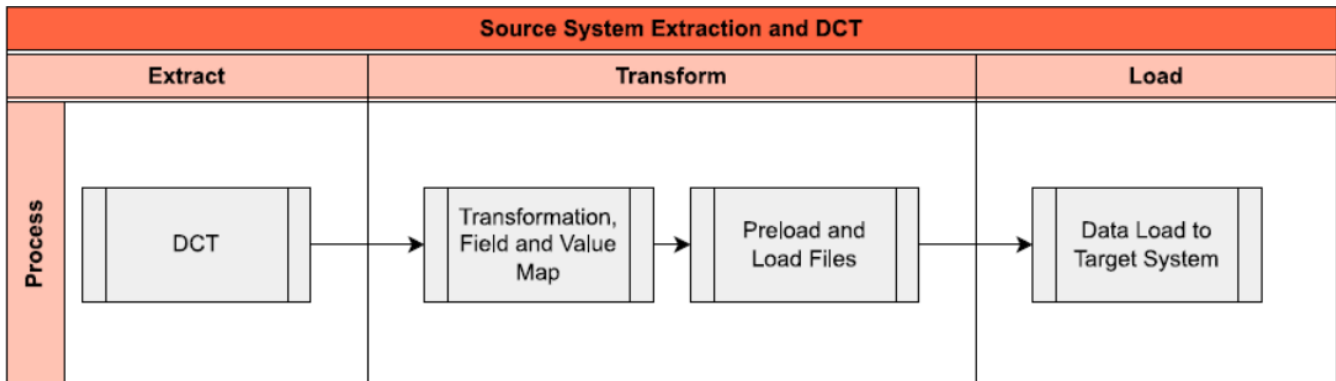 Source System Extraction and DCT
Extract
Transform
Load
Process
DCT
Transformation,
Field and Value
Map
Preload and
Load Files
Data Load to
Target System